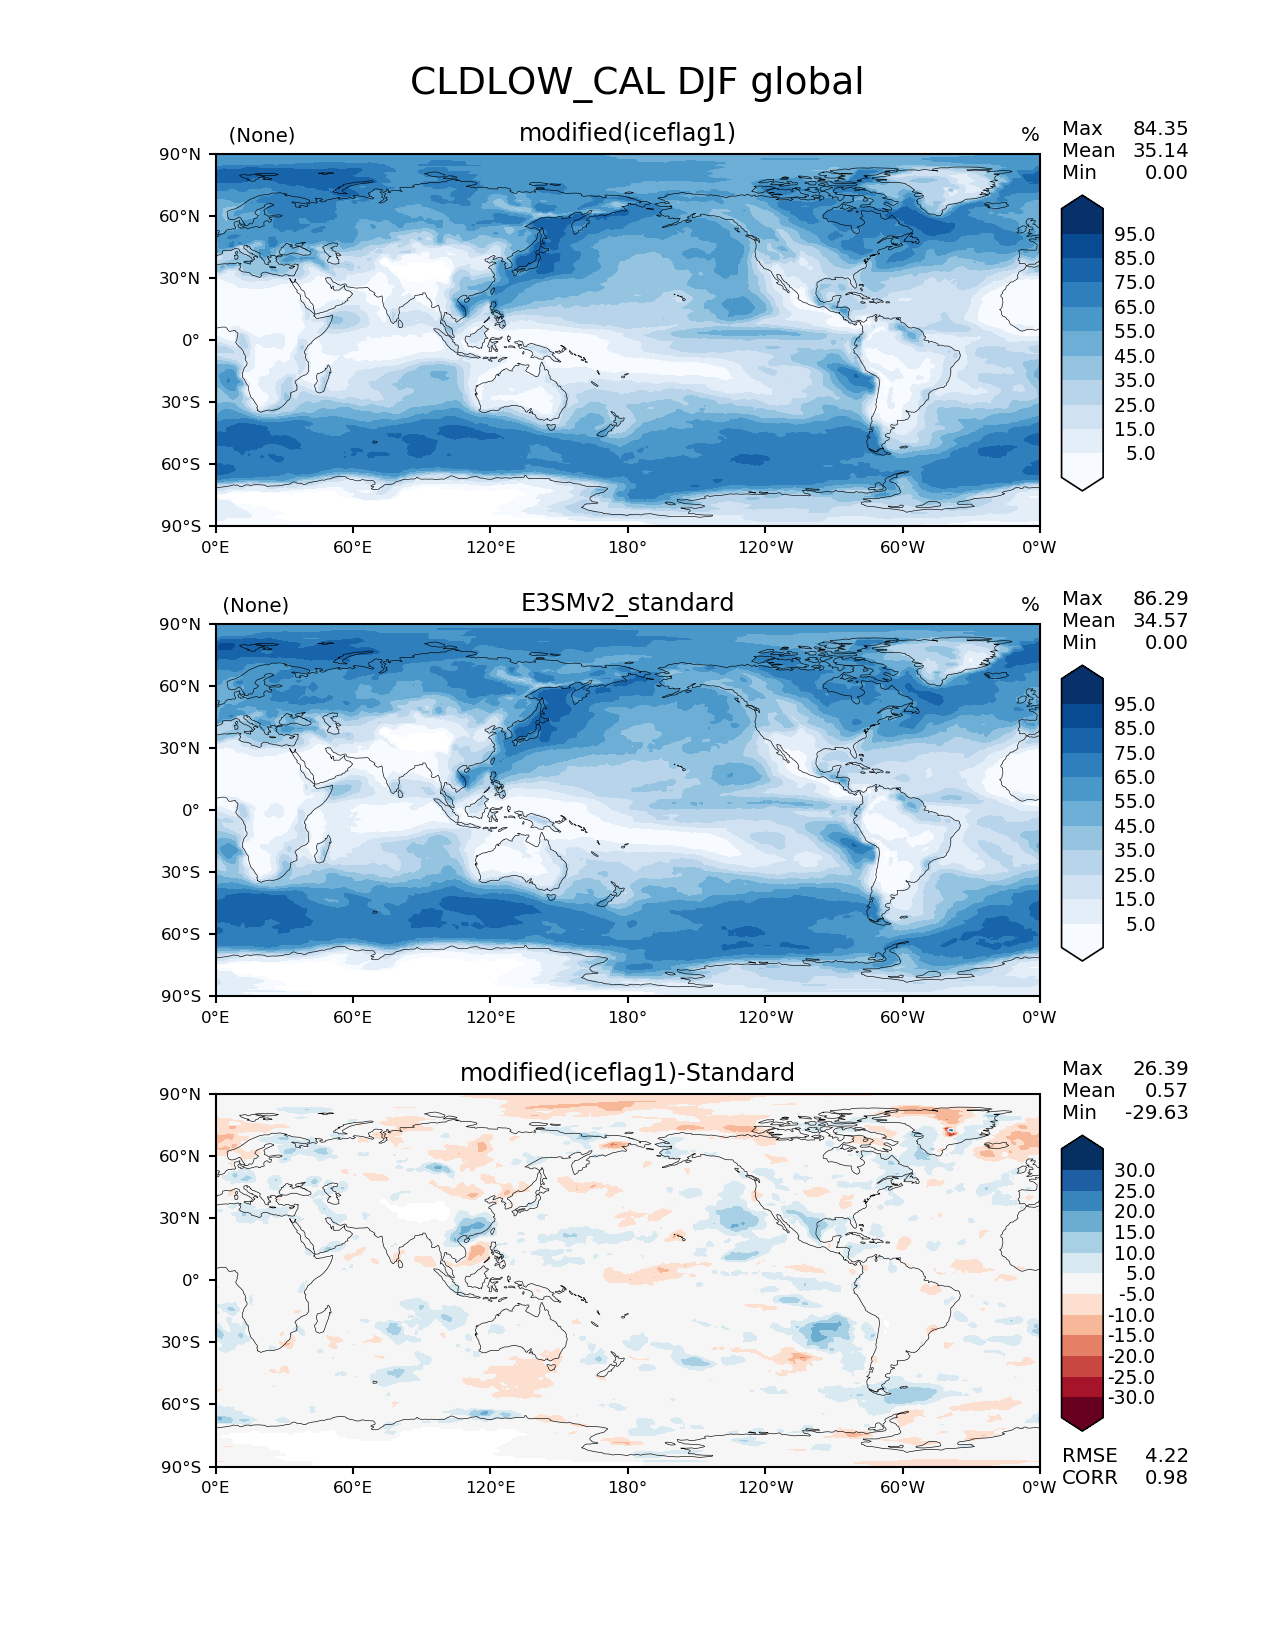 CLDLOW_CAL DJF global
(None) modified(iceflag1) %
Max 84.35
Mean 35.14
Min 0.00
90°N
60°N
30°N
0°
30°S
60°S
90°S
0°E 60°E 120°E 180° 120°W 60°W 0°W
95.0
85.0
75.0
65.0
55.0
45.0
35.0
25.0
15.0
5.0
(None) E3SMv2_standard %
Max 86.29
Mean 34.57
Min 0.00
90°N
60°N
30°N
0°
30°S
60°S
90°S
0°E 60°E 120°E 180° 120°W 60°W 0°W
95.0
85.0
75.0
65.0
55.0
45.0
35.0
25.0
15.0
5.0
modified(iceflag1)-Standard
Max 26.39
Mean 0.57
Min -29.63
90°N
60°N
30°N
0°
30°S
60°S
90°S
0°E 60°E 120°E 180° 120°W 60°W 0°W
30.0
25.0
20.0
15.0
10.0
5.0
-5.0
-10.0
-15.0
-20.0
-25.0
-30.0
RMSE 4.22
CORR 0.98